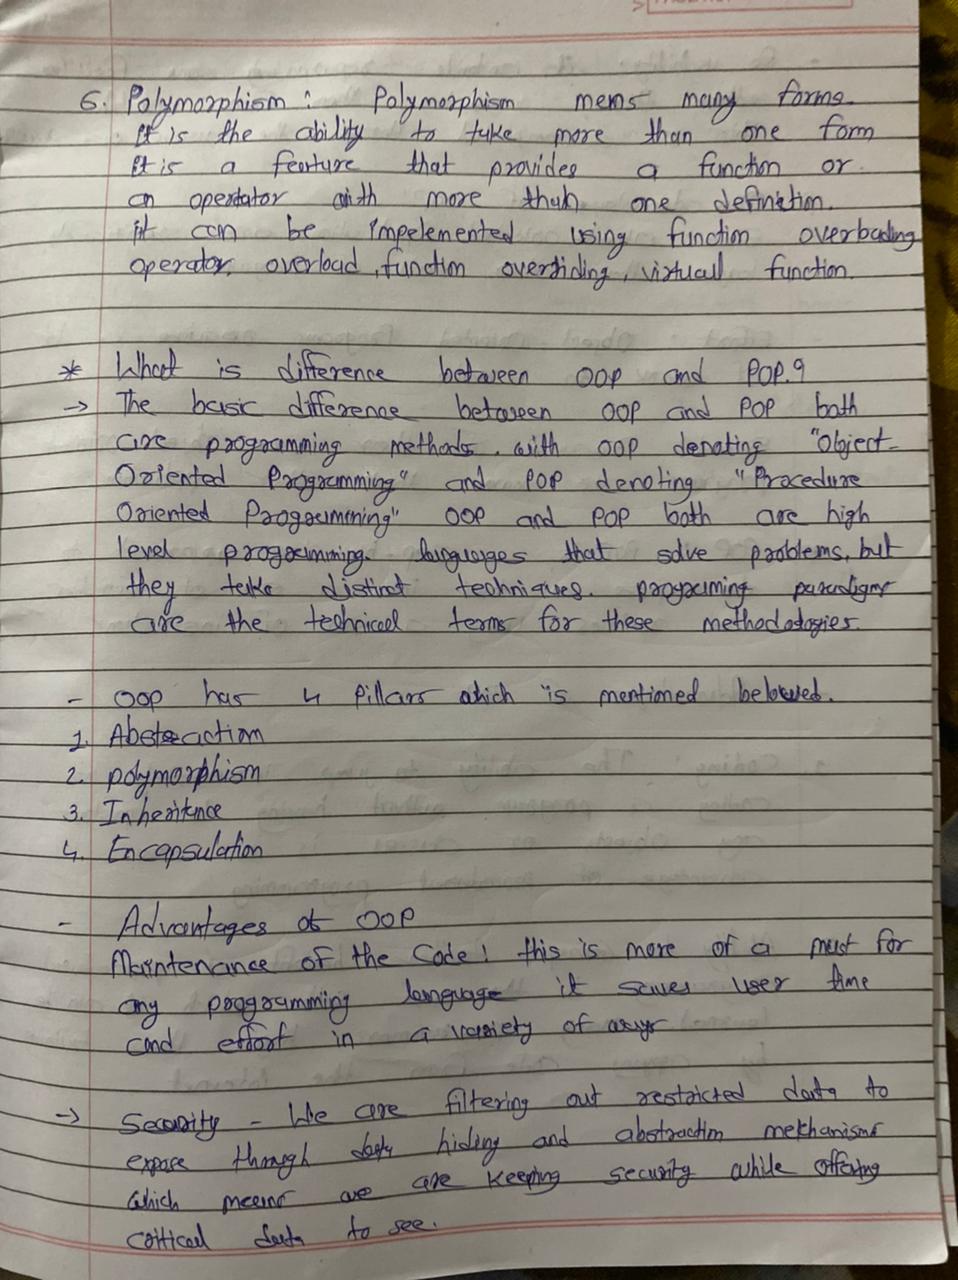 6. Polymorphism : Polymorphism mems many forms.
It is the ability to take more than one form
It is a feature that provides a function or
an opeartator with more than one definition.
it can be impelemented using function overloading
operator, overload, function overriding, virtual function.
* What is difference between OOP and POP.?
→ The basic difference between OOP and POP both
are programming methods. with OOP denoting "Object-
Oriented Programming" and POP denoting "Procedure
Oriented Programming" OOP and POP both are high
level programming. languages that solve problems, but
they take distinct techniques. programing paradigms
are the technical terms for these methodologies.
- OOP has 4 Pillars which is mentioned belowed.
1. Abstraction
2. polymorphism
3. Inheritence
4. Encapsulation
- Advantages of OOP
Maintenance of the Code : this is more of a must for
any programming language it saves user time
and effort in a variety of ways
→ Security - We are filtering out restricted data to
expose through data hiding and abstraction mekhanisms
which means we are keeping security while offering
critical data to see.